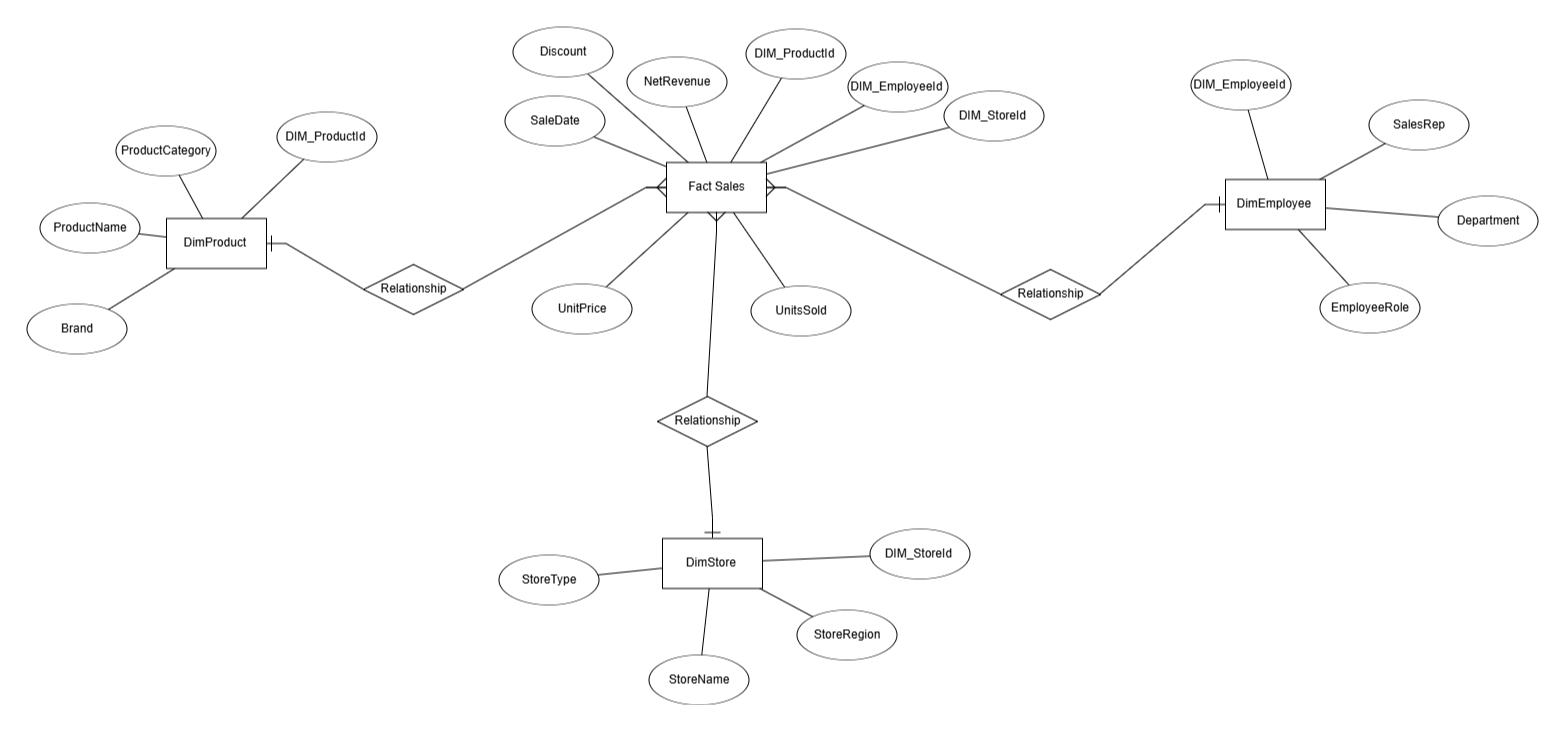 Discount
NetRevenue
DIM_ProductId
DIM_EmployeeId
DIM_StoreId
SaleDate
Fact Sales
UnitPrice
UnitsSold
ProductCategory
DIM_ProductId
ProductName
DimProduct
Brand
Relationship
DIM_EmployeeId
SalesRep
DimEmployee
Department
EmployeeRole
Relationship
Relationship
DimStore
StoreType
DIM_StoreId
StoreRegion
StoreName